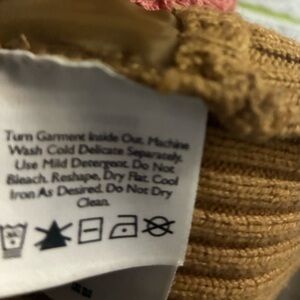 Turn Garment Inside Out. Machine
Wash Cold Delicate Separately.
Use Mild Detergent. Do Not
Bleach. Reshape, Dry Flat. Cool
Iron As Desired. Do Not Dry
Clean.